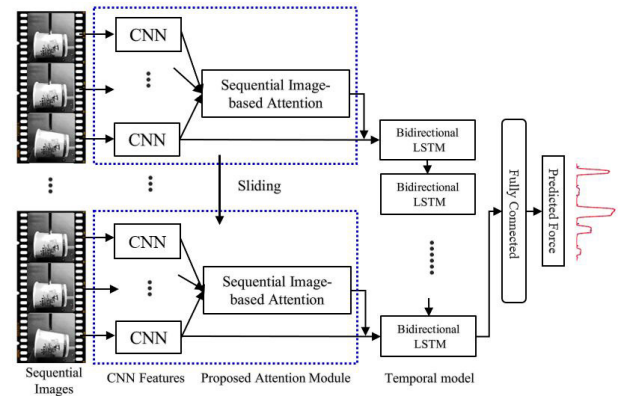 CNN
Sequential Image-
based Attention
CNN
Bidirectional
LSTM
Sliding
Bidirectional
LSTM
Fully Connected
Predicted Force
CNN
Sequential Image-
based Attention
CNN
Bidirectional
LSTM
Sequential
Images
CNN Features
Proposed Attention Module
Temporal model